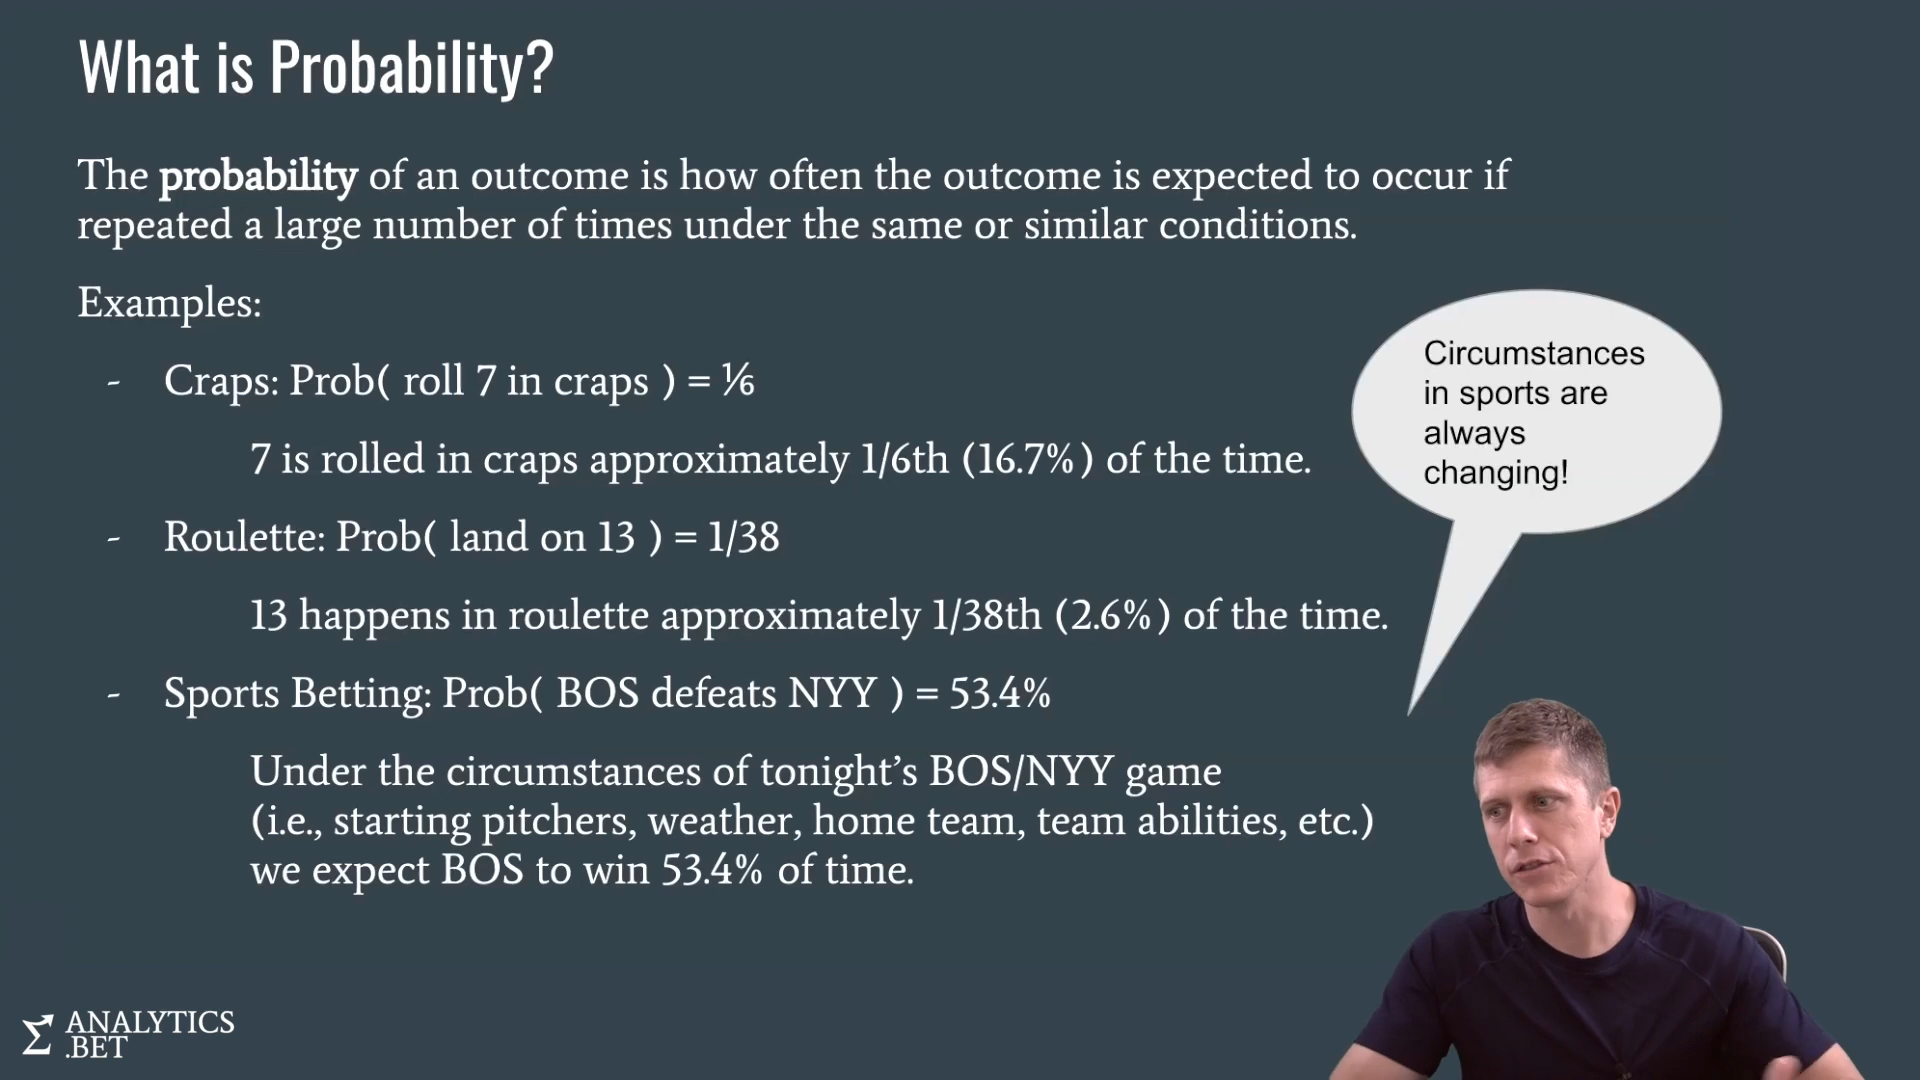 What is Probability?
The probability of an outcome is how often the outcome is expected to occur if
repeated a large number of times under the same or similar conditions.
Examples:
- Craps: Prob( roll 7 in craps ) = ⅙
7 is rolled in craps approximately 1/6th (16.7%) of the time.
- Roulette: Prob( land on 13 ) = 1/38
13 happens in roulette approximately 1/38th (2.6%) of the time.
- Sports Betting: Prob( BOS defeats NYY ) = 53.4%
Under the circumstances of tonight’s BOS/NYY game
(i.e., starting pitchers, weather, home team, team abilities, etc.)
we expect BOS to win 53.4% of time.
Circumstances
in sports are
always
changing!
ANALYTICS
.BET